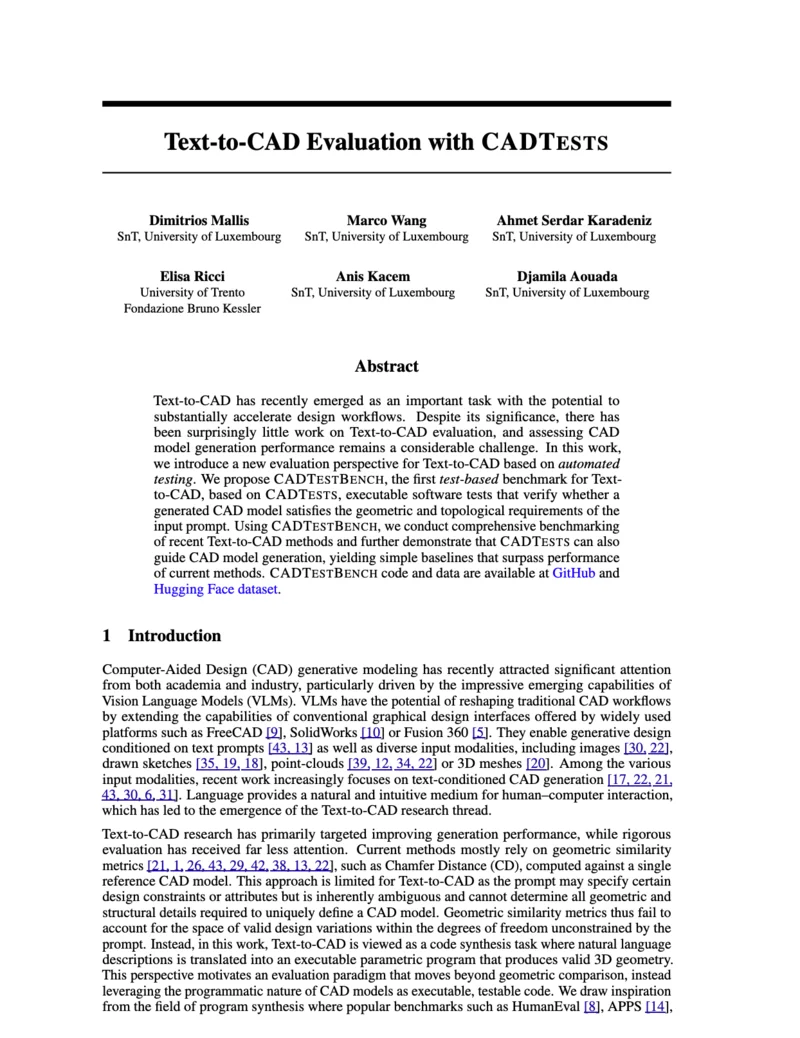 Text-to-CAD Evaluation with CADTESTS
Dimitrios Mallis
SnT, University of Luxembourg
Marco Wang
SnT, University of Luxembourg
Ahmet Serdar Karadeniz
SnT, University of Luxembourg
Elisa Ricci
University of Trento
Fondazione Bruno Kessler
Anis Kacem
SnT, University of Luxembourg
Djamila Aouada
SnT, University of Luxembourg
Abstract
Text-to-CAD has recently emerged as an important task with the potential to
substantially accelerate design workflows. Despite its significance, there has
been surprisingly little work on Text-to-CAD evaluation, and assessing CAD
model generation performance remains a considerable challenge. In this work,
we introduce a new evaluation perspective for Text-to-CAD based on automated
testing. We propose CADTESTBENCH, the first test-based benchmark for Text-
to-CAD, based on CADTESTS, executable software tests that verify whether a
generated CAD model satisfies the geometric and topological requirements of the
input prompt. Using CADTESTBENCH, we conduct comprehensive benchmarking
of recent Text-to-CAD methods and further demonstrate that CADTESTS can also
guide CAD model generation, yielding simple baselines that surpass performance
of current methods. CADTESTBENCH code and data are available at GitHub and
Hugging Face dataset.
1 Introduction
Computer-Aided Design (CAD) generative modeling has recently attracted significant attention
from both academia and industry, particularly driven by the impressive emerging capabilities of
Vision Language Models (VLMs). VLMs have the potential of reshaping traditional CAD workflows
by extending the capabilities of conventional graphical design interfaces offered by widely used
platforms such as FreeCAD [9], SolidWorks [10] or Fusion 360 [5]. They enable generative design
conditioned on text prompts [43, 13] as well as diverse input modalities, including images [30, 22],
drawn sketches [35, 19, 18], point-clouds [39, 12, 34, 22] or 3D meshes [20]. Among the various
input modalities, recent work increasingly focuses on text-conditioned CAD generation [17, 22, 21,
43, 30, 6, 31]. Language provides a natural and intuitive medium for human–computer interaction,
which has led to the emergence of the Text-to-CAD research thread.
Text-to-CAD research has primarily targeted improving generation performance, while rigorous
evaluation has received far less attention. Current methods mostly rely on geometric similarity
metrics [21, 1, 26, 43, 29, 42, 38, 13, 22], such as Chamfer Distance (CD), computed against a single
reference CAD model. This approach is limited for Text-to-CAD as the prompt may specify certain
design constraints or attributes but is inherently ambiguous and cannot determine all geometric and
structural details required to uniquely define a CAD model. Geometric similarity metrics thus fail to
account for the space of valid design variations within the degrees of freedom unconstrained by the
prompt. Instead, in this work, Text-to-CAD is viewed as a code synthesis task where natural language
descriptions is translated into an executable parametric program that produces valid 3D geometry.
This perspective motivates an evaluation paradigm that moves beyond geometric comparison, instead
leveraging the programmatic nature of CAD models as executable, testable code. We draw inspiration
from the field of program synthesis where popular benchmarks such as HumanEval [8], APPS [14],